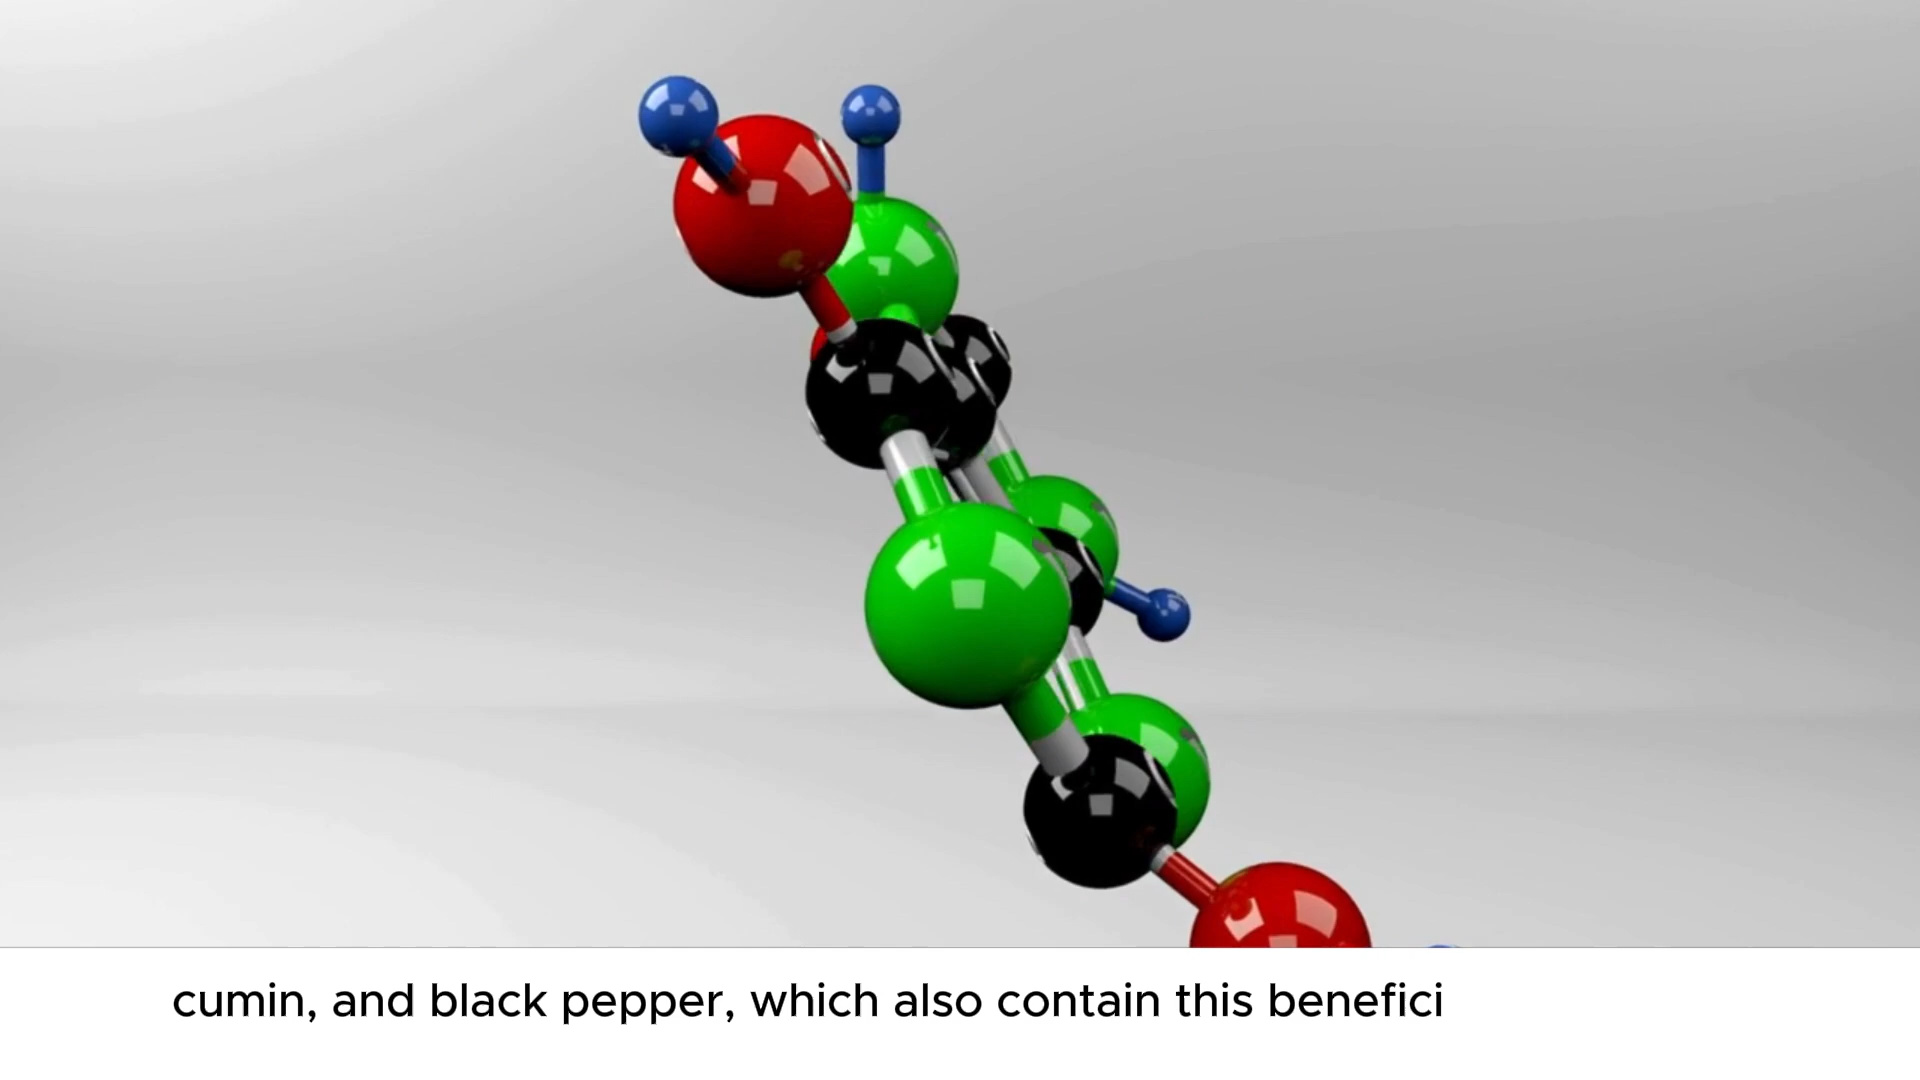 cumin, and black pepper, which also contain this benefici